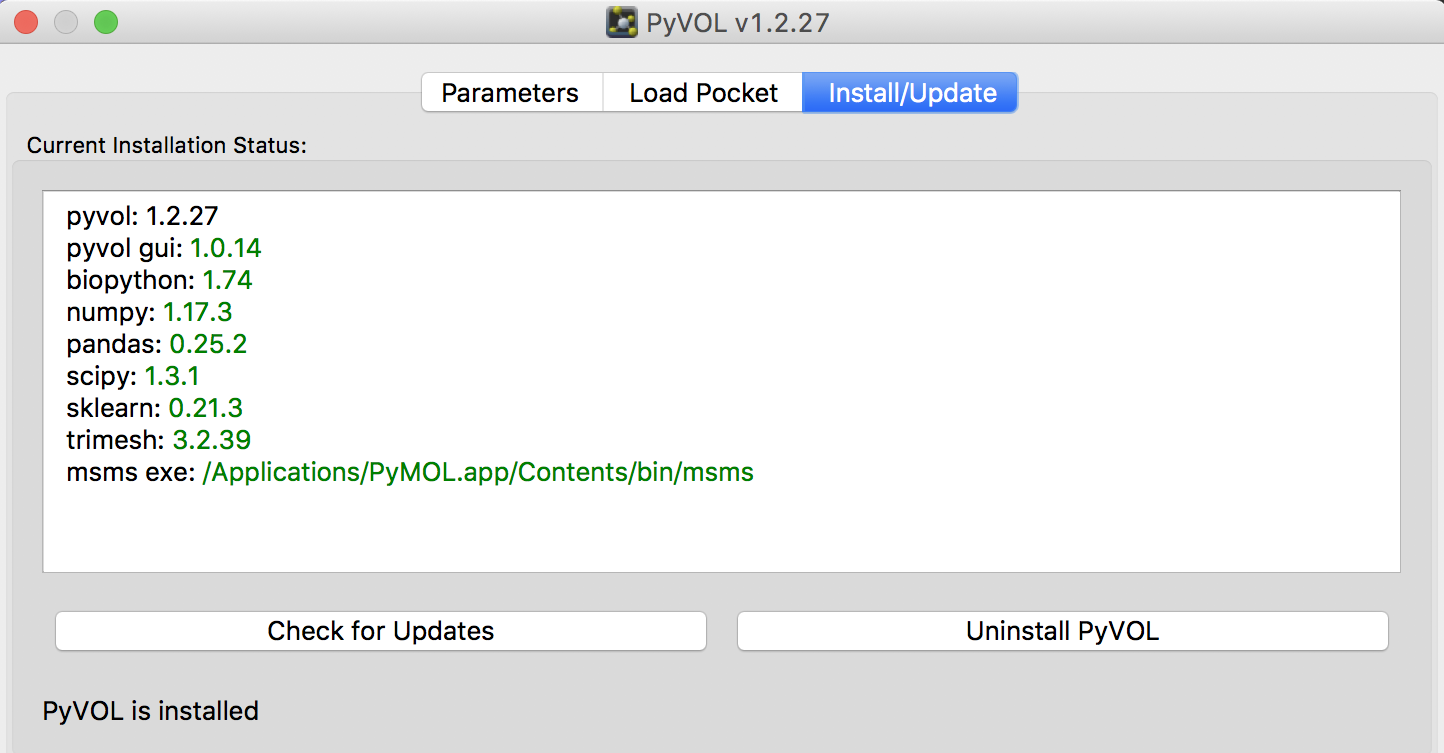 PyVOL v1.2.27
Parameters Load Pocket Install/Update
Current Installation Status:
pyvol: 1.2.27
pyvol gui: 1.0.14
biopython: 1.74
numpy: 1.17.3
pandas: 0.25.2
scipy: 1.3.1
sklearn: 0.21.3
trimesh: 3.2.39
msms exe: /Applications/PyMOL.app/Contents/bin/msms
Check for Updates Uninstall PyVOL
PyVOL is installed